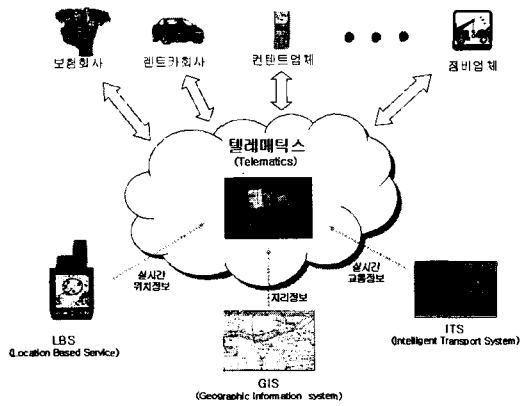 보험회사
렌트카회사
컨텐트업체
정비업체
텔레매틱스
(Telematics)
실시간
위치정보
지리정보
실시간
교통정보
LBS
(Location Based Service)
GIS
(Geographic Information system)
ITS
(Intelligent Transport System)